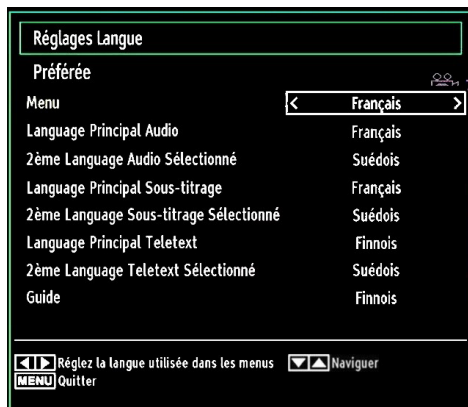 Réglages Langue
Préférée
Menu < Français >
Language Principal Audio Français
2ème Language Audio Sélectionné Suédois
Language Principal Sous-titrage Français
2ème Language Sous-titrage Sélectionné Suédois
Language Principal Teletext Finnois
2ème Language Teletext Sélectionné Suédois
Guide Finnois
Réglez la langue utilisée dans les menus Naviguer
MENU Quitter